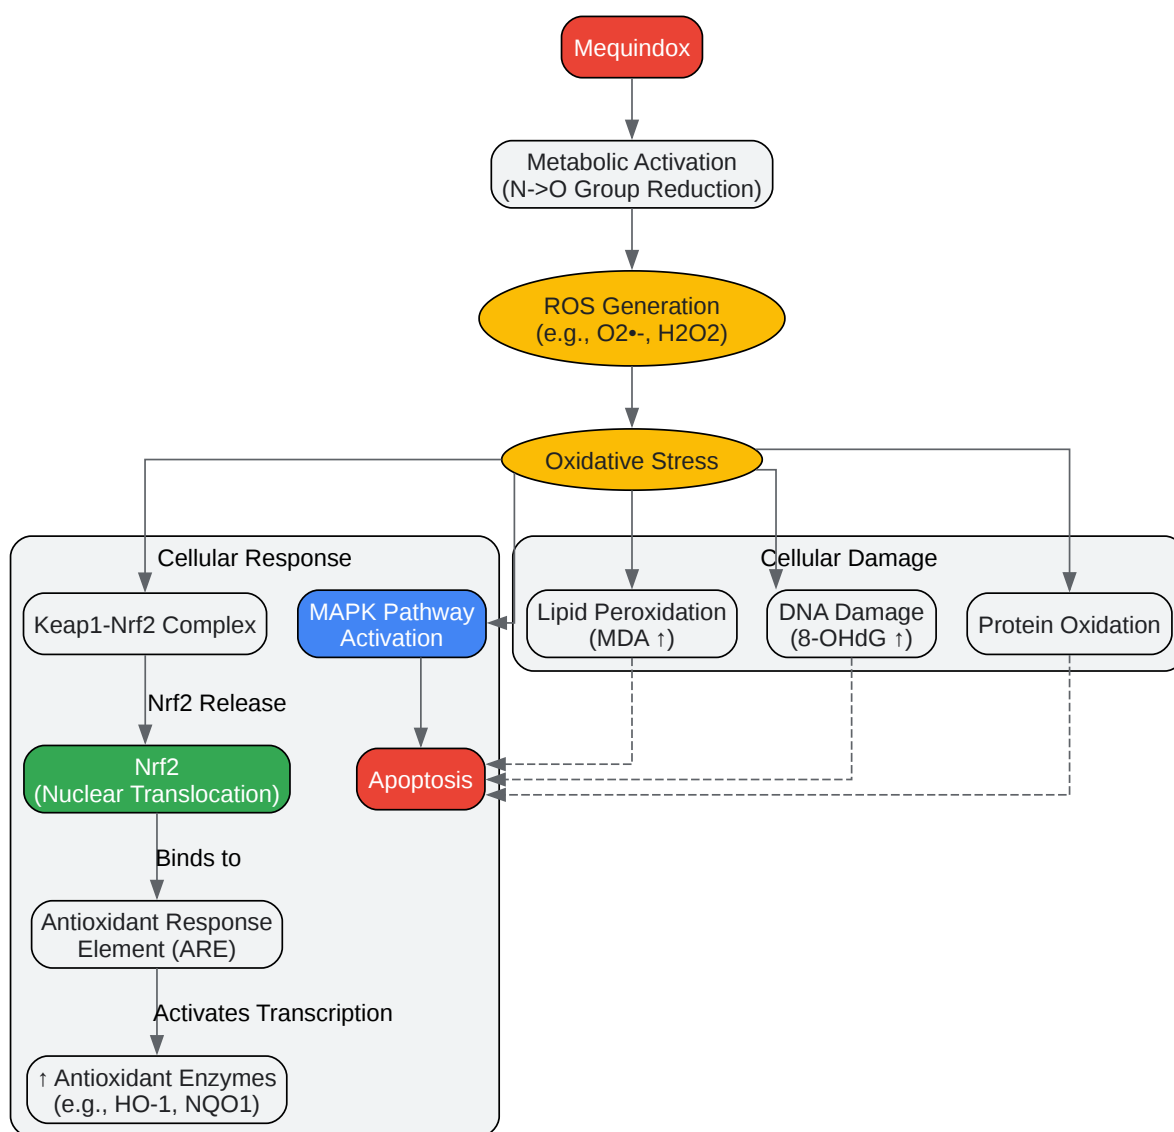 Mequindox
Metabolic Activation
(N->O Group Reduction)
ROS Generation
(e.g., O2•-, H2O2)
Oxidative Stress
Cellular Response
Cellular Damage
Keap1-Nrf2 Complex
MAPK Pathway
Activation
Lipid Peroxidation
(MDA ↑)
DNA Damage
(8-OHdG ↑)
Protein Oxidation
Nrf2 Release
Nrf2
(Nuclear Translocation)
Apoptosis
Binds to
Antioxidant Response
Element (ARE)
Activates Transcription
↑ Antioxidant Enzymes
(e.g., HO-1, NQO1)